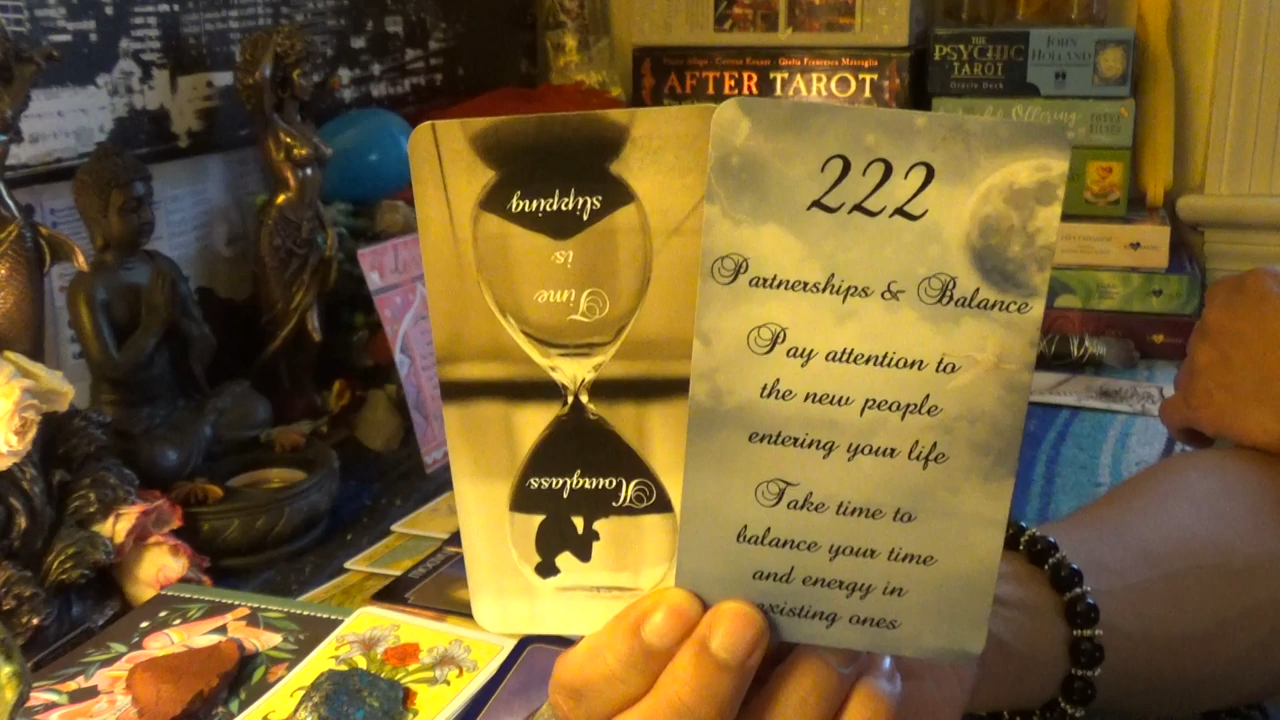 AFTER TAROT
THE
PSYCHIC
TAROT
Oracle Deck
JOHN
HOLLAND
Offering
222
Partnerships & Balance
Pay attention to
the new people
entering your life
Take time to
balance your time
and energy in
existing ones
Hourglass
Time
is
slipping